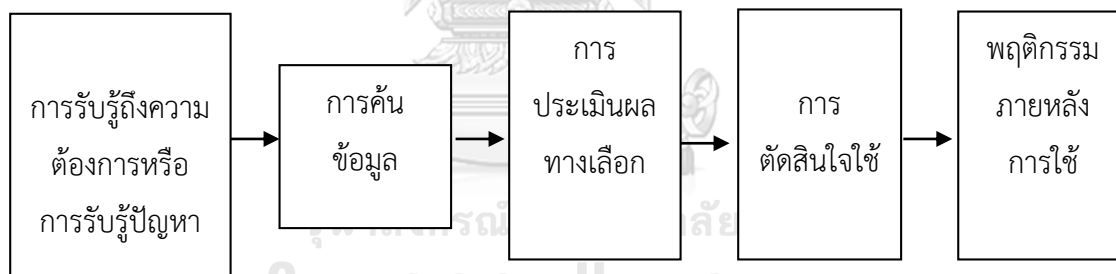 การรับรู้ถึงความ
ต้องการหรือ
การรับรู้ปัญหา
การค้น
ข้อมูล
การ
ประเมินผล
ทางเลือก
การ
ตัดสินใจใช้
พฤติกรรม
ภายหลัง
การใช้